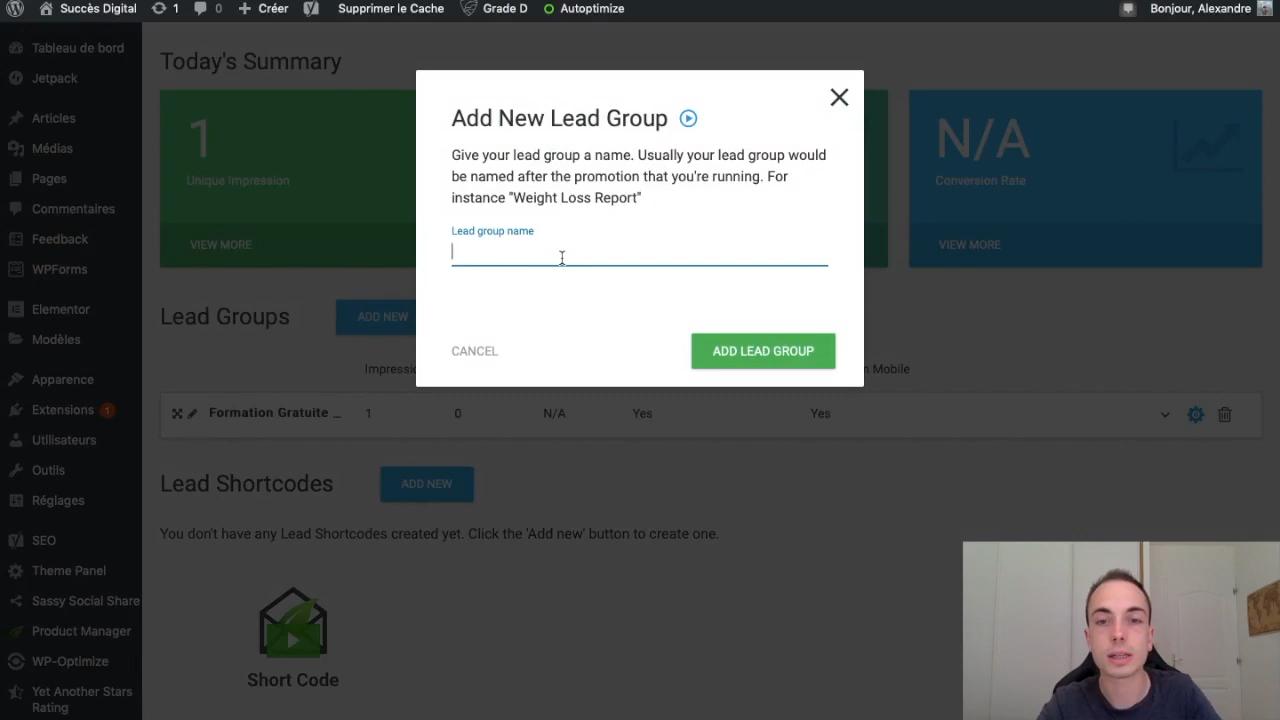 Succès Digital
1
0
Créer
Supprimer le Cache
Grade D
Autoptimize
Bonjour, Alexandre
Tableau de bord
Jetpack
Articles
Médias
Pages
Commentaires
Feedback
WPForms
Elementor
Modèles
Apparence
Extensions 1
Utilisateurs
Outils
Réglages
SEO
Theme Panel
Sassy Social Share
Product Manager
WP-Optimize
Yet Another Stars
Rating
Today's Summary
1
Unique Impression
VIEW MORE
N/A
Conversion Rate
VIEW MORE
Add New Lead Group
Give your lead group a name. Usually your lead group would
be named after the promotion that you're running. For
instance "Weight Loss Report"
Lead group name
CANCEL
ADD LEAD GROUP
Lead Groups
ADD NEW
Impressi
n Mobile
Formation Gratuite ...
1
0
N/A
Yes
Yes
Lead Shortcodes
ADD NEW
You don't have any Lead Shortcodes created yet. Click the 'Add new' button to create one.
Short Code